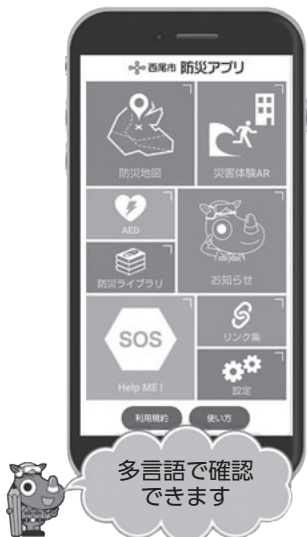 西尾市 防災アプリ
防災地図
災害体験AR
AED
防災ライブラリ
お知らせ
SOS
Help ME!
リンク集
設定
利用規約
使い方
多言語で確認
できます